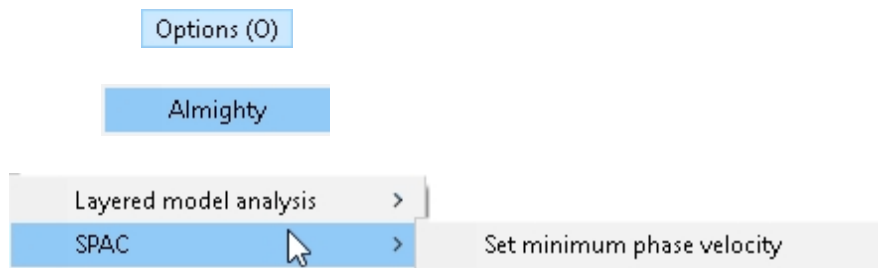 Options (O)
Almighty
Layered model analysis >
SPAC > Set minimum phase velocity